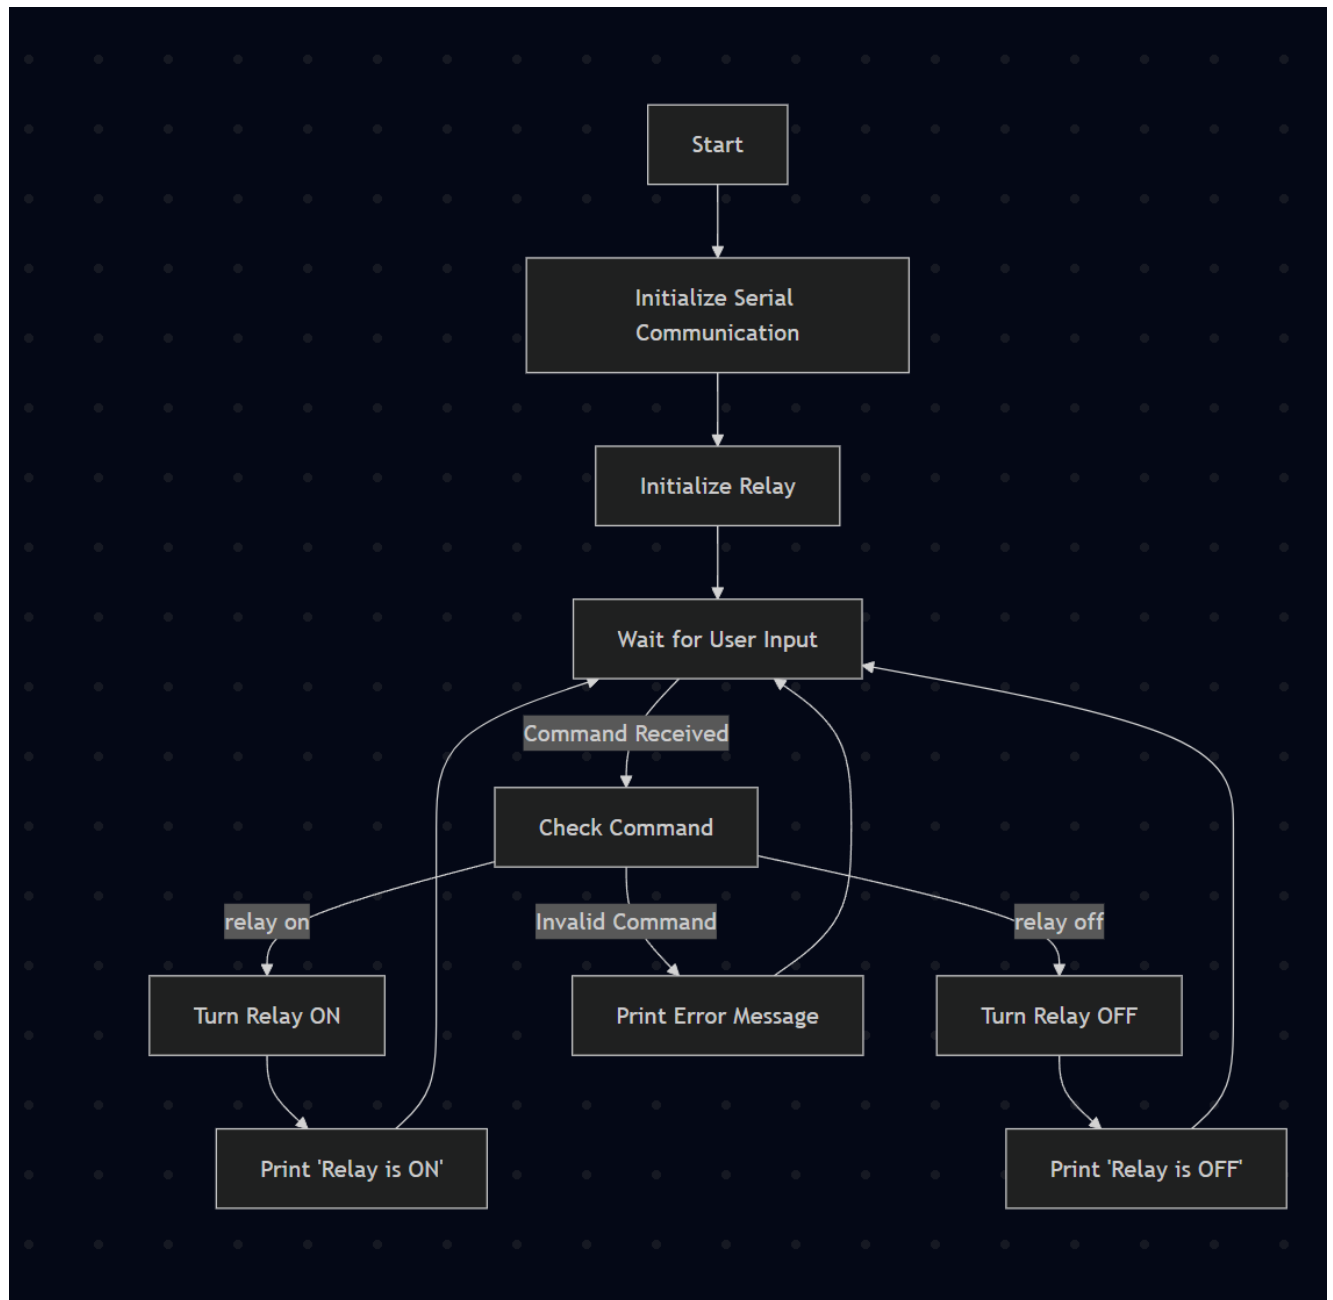 Start
Initialize Serial
Communication
Initialize Relay
Wait for User Input
Command Received
Check Command
relay on
Invalid Command
relay off
Turn Relay ON
Print Error Message
Turn Relay OFF
Print 'Relay is ON'
Print 'Relay is OFF'